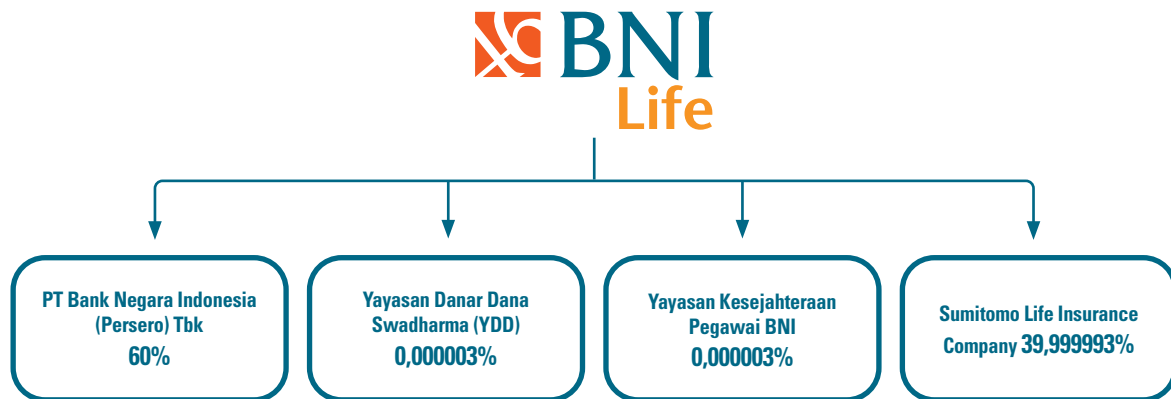 BNI
Life
PT Bank Negara Indonesia
(Persero) Tbk
60%
Yayasan Danar Dana
Swadharma (YDD)
0,000003%
Yayasan Kesejahteraan
Pegawai BNI
0,000003%
Sumitomo Life Insurance
Company 39,999993%